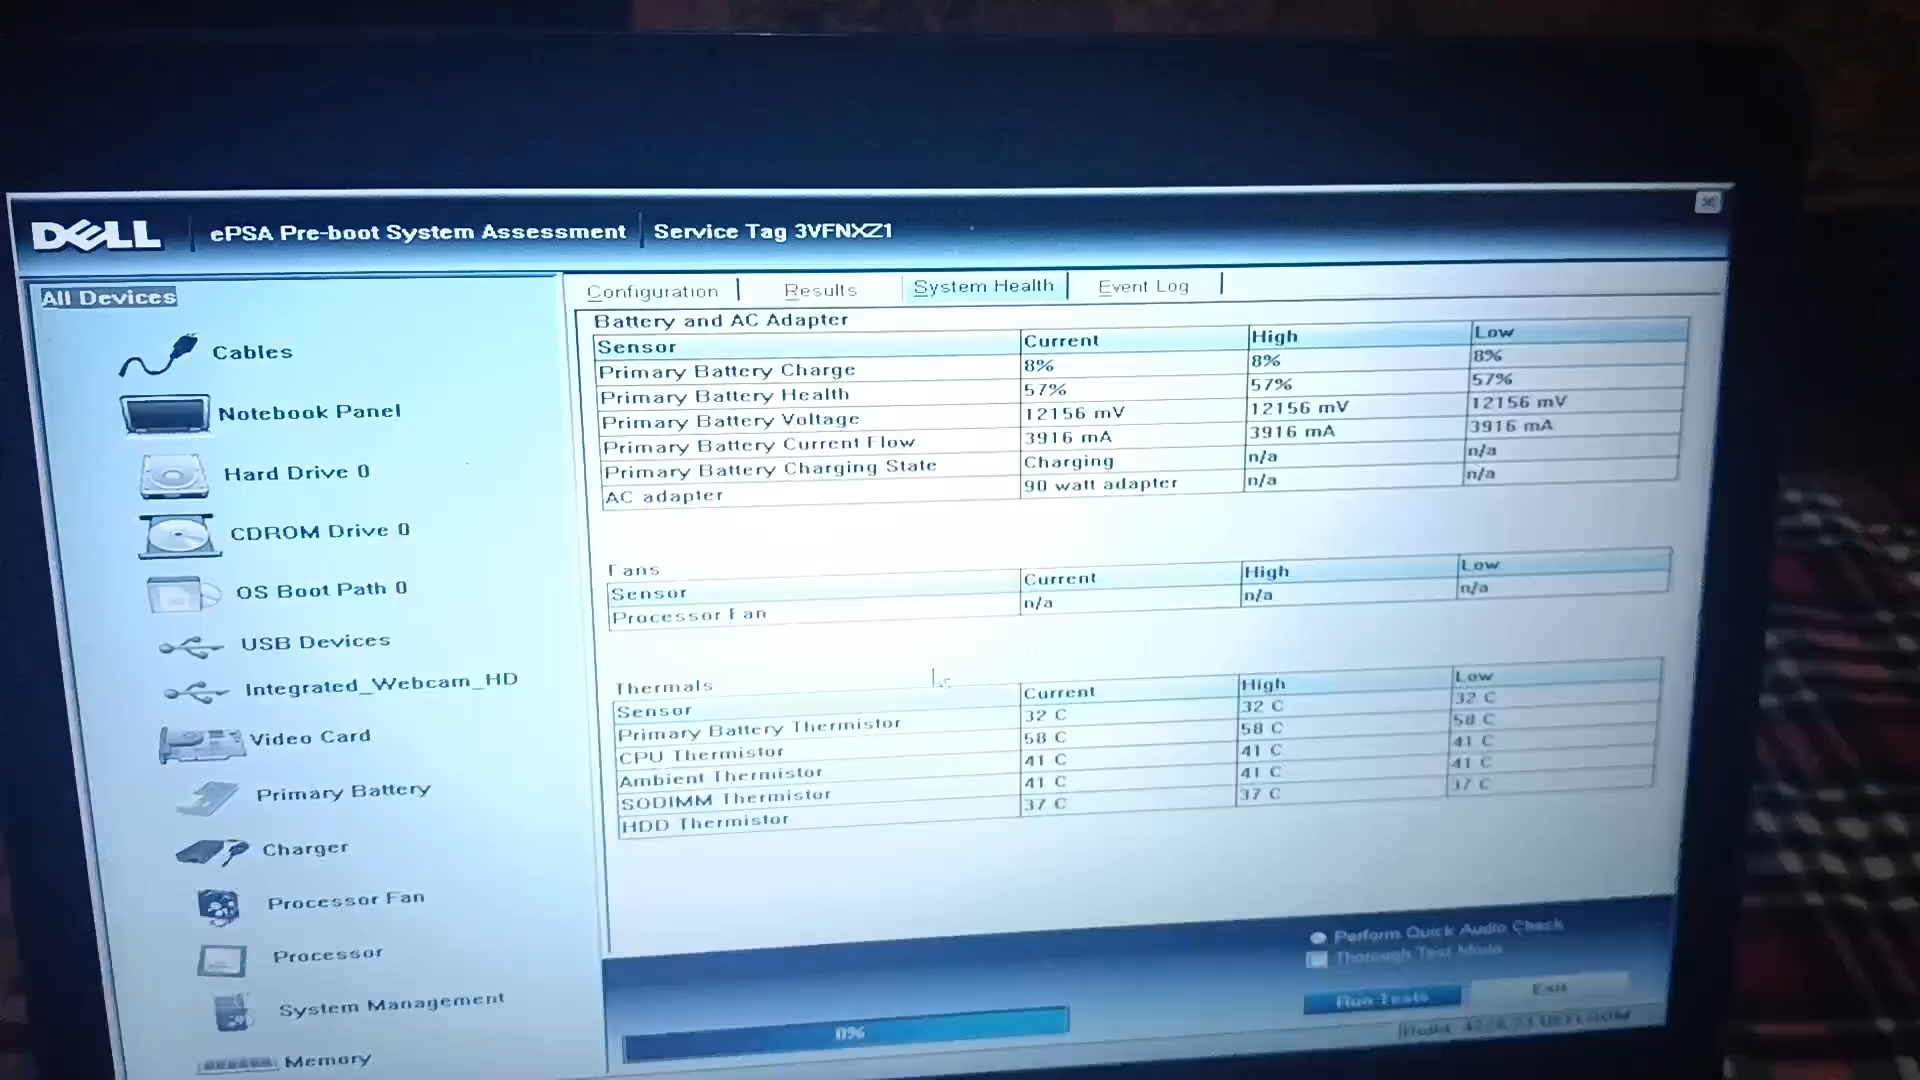 DELL ePSA Pre-boot System Assessment Service Tag 3VFNXZ1
All Devices
Cables
Notebook Panel
Hard Drive 0
CDROM Drive 0
OS Boot Path 0
USB Devices
Integrated_Webcam_HD
Video Card
Primary Battery
Charger
Processor Fan
Processor
System Management
Memory
Configuration Results System Health Event Log
Battery and AC Adapter
Sensor Current High Low
Primary Battery Charge 8% 8% 8%
Primary Battery Health 57% 57% 57%
Primary Battery Voltage 12156 mV 12156 mV 12156 mV
Primary Battery Current Flow 3916 mA 3916 mA 3916 mA
Primary Battery Charging State Charging n/a n/a
AC adapter 90 watt adapter n/a n/a
Fans
Sensor Current High Low
Processor Fan n/a n/a n/a
Thermals
Sensor Current High Low
Primary Battery Thermistor 32 C 32 C 32 C
CPU Thermistor 58 C 58 C 58 C
Ambient Thermistor 41 C 41 C 41 C
SODIMM Thermistor 41 C 41 C 41 C
HDD Thermistor 37 C 37 C 37 C
Perform Quick Audio Check
Thorough Test Mode
Run Tests Exit
0%